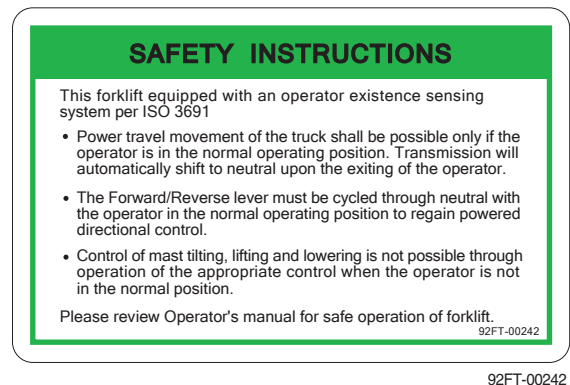 SAFETY INSTRUCTIONS
This forklift equipped with an operator existence sensing
system per ISO 3691
• Power travel movement of the truck shall be possible only if the
operator is in the normal operating position. Transmission will
automatically shift to neutral upon the exiting of the operator.
• The Forward/Reverse lever must be cycled through neutral with
the operator in the normal operating position to regain powered
directional control.
• Control of mast tilting, lifting and lowering is not possible through
operation of the appropriate control when the operator is not
in the normal position.
Please review Operator's manual for safe operation of forklift.
92FT-00242
92FT-00242